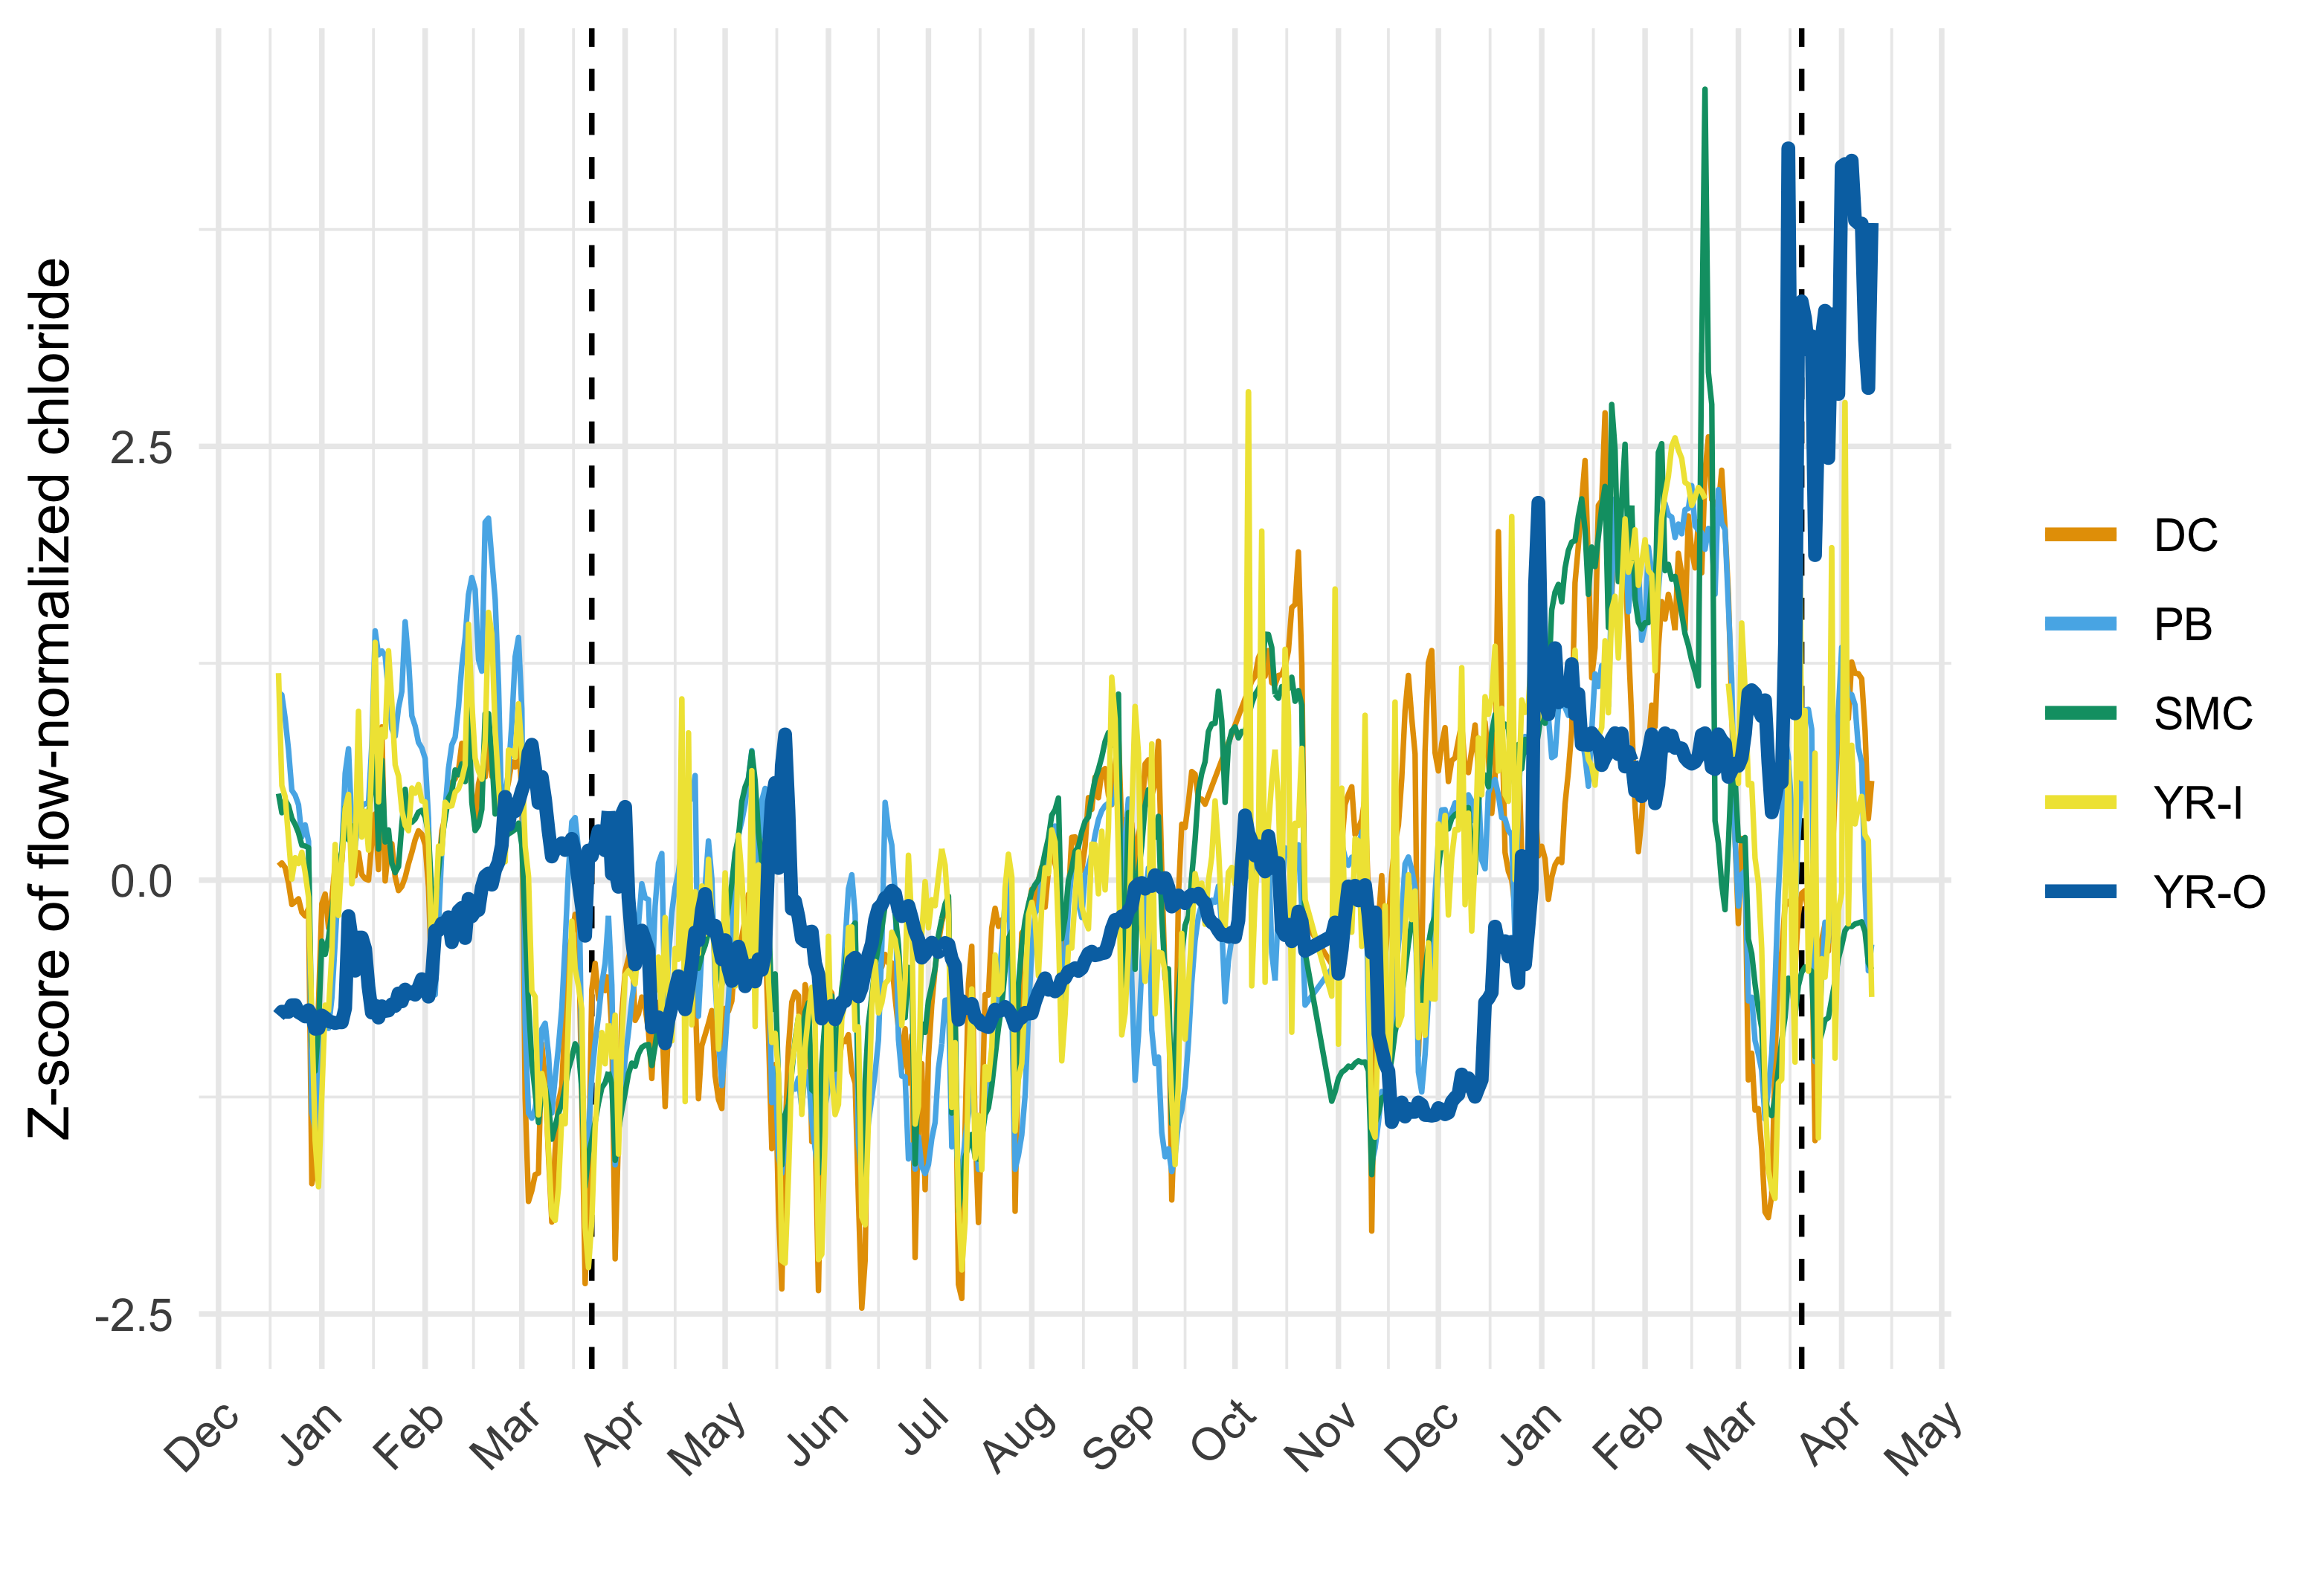 Z-score of flow-normalized chloride
2.5
0.0
-2.5
Dec Jan Feb Mar Apr May Jun Jul Aug Sep Oct Nov Dec Jan Feb Mar Apr May
DC
PB
SMC
YR-I
YR-O